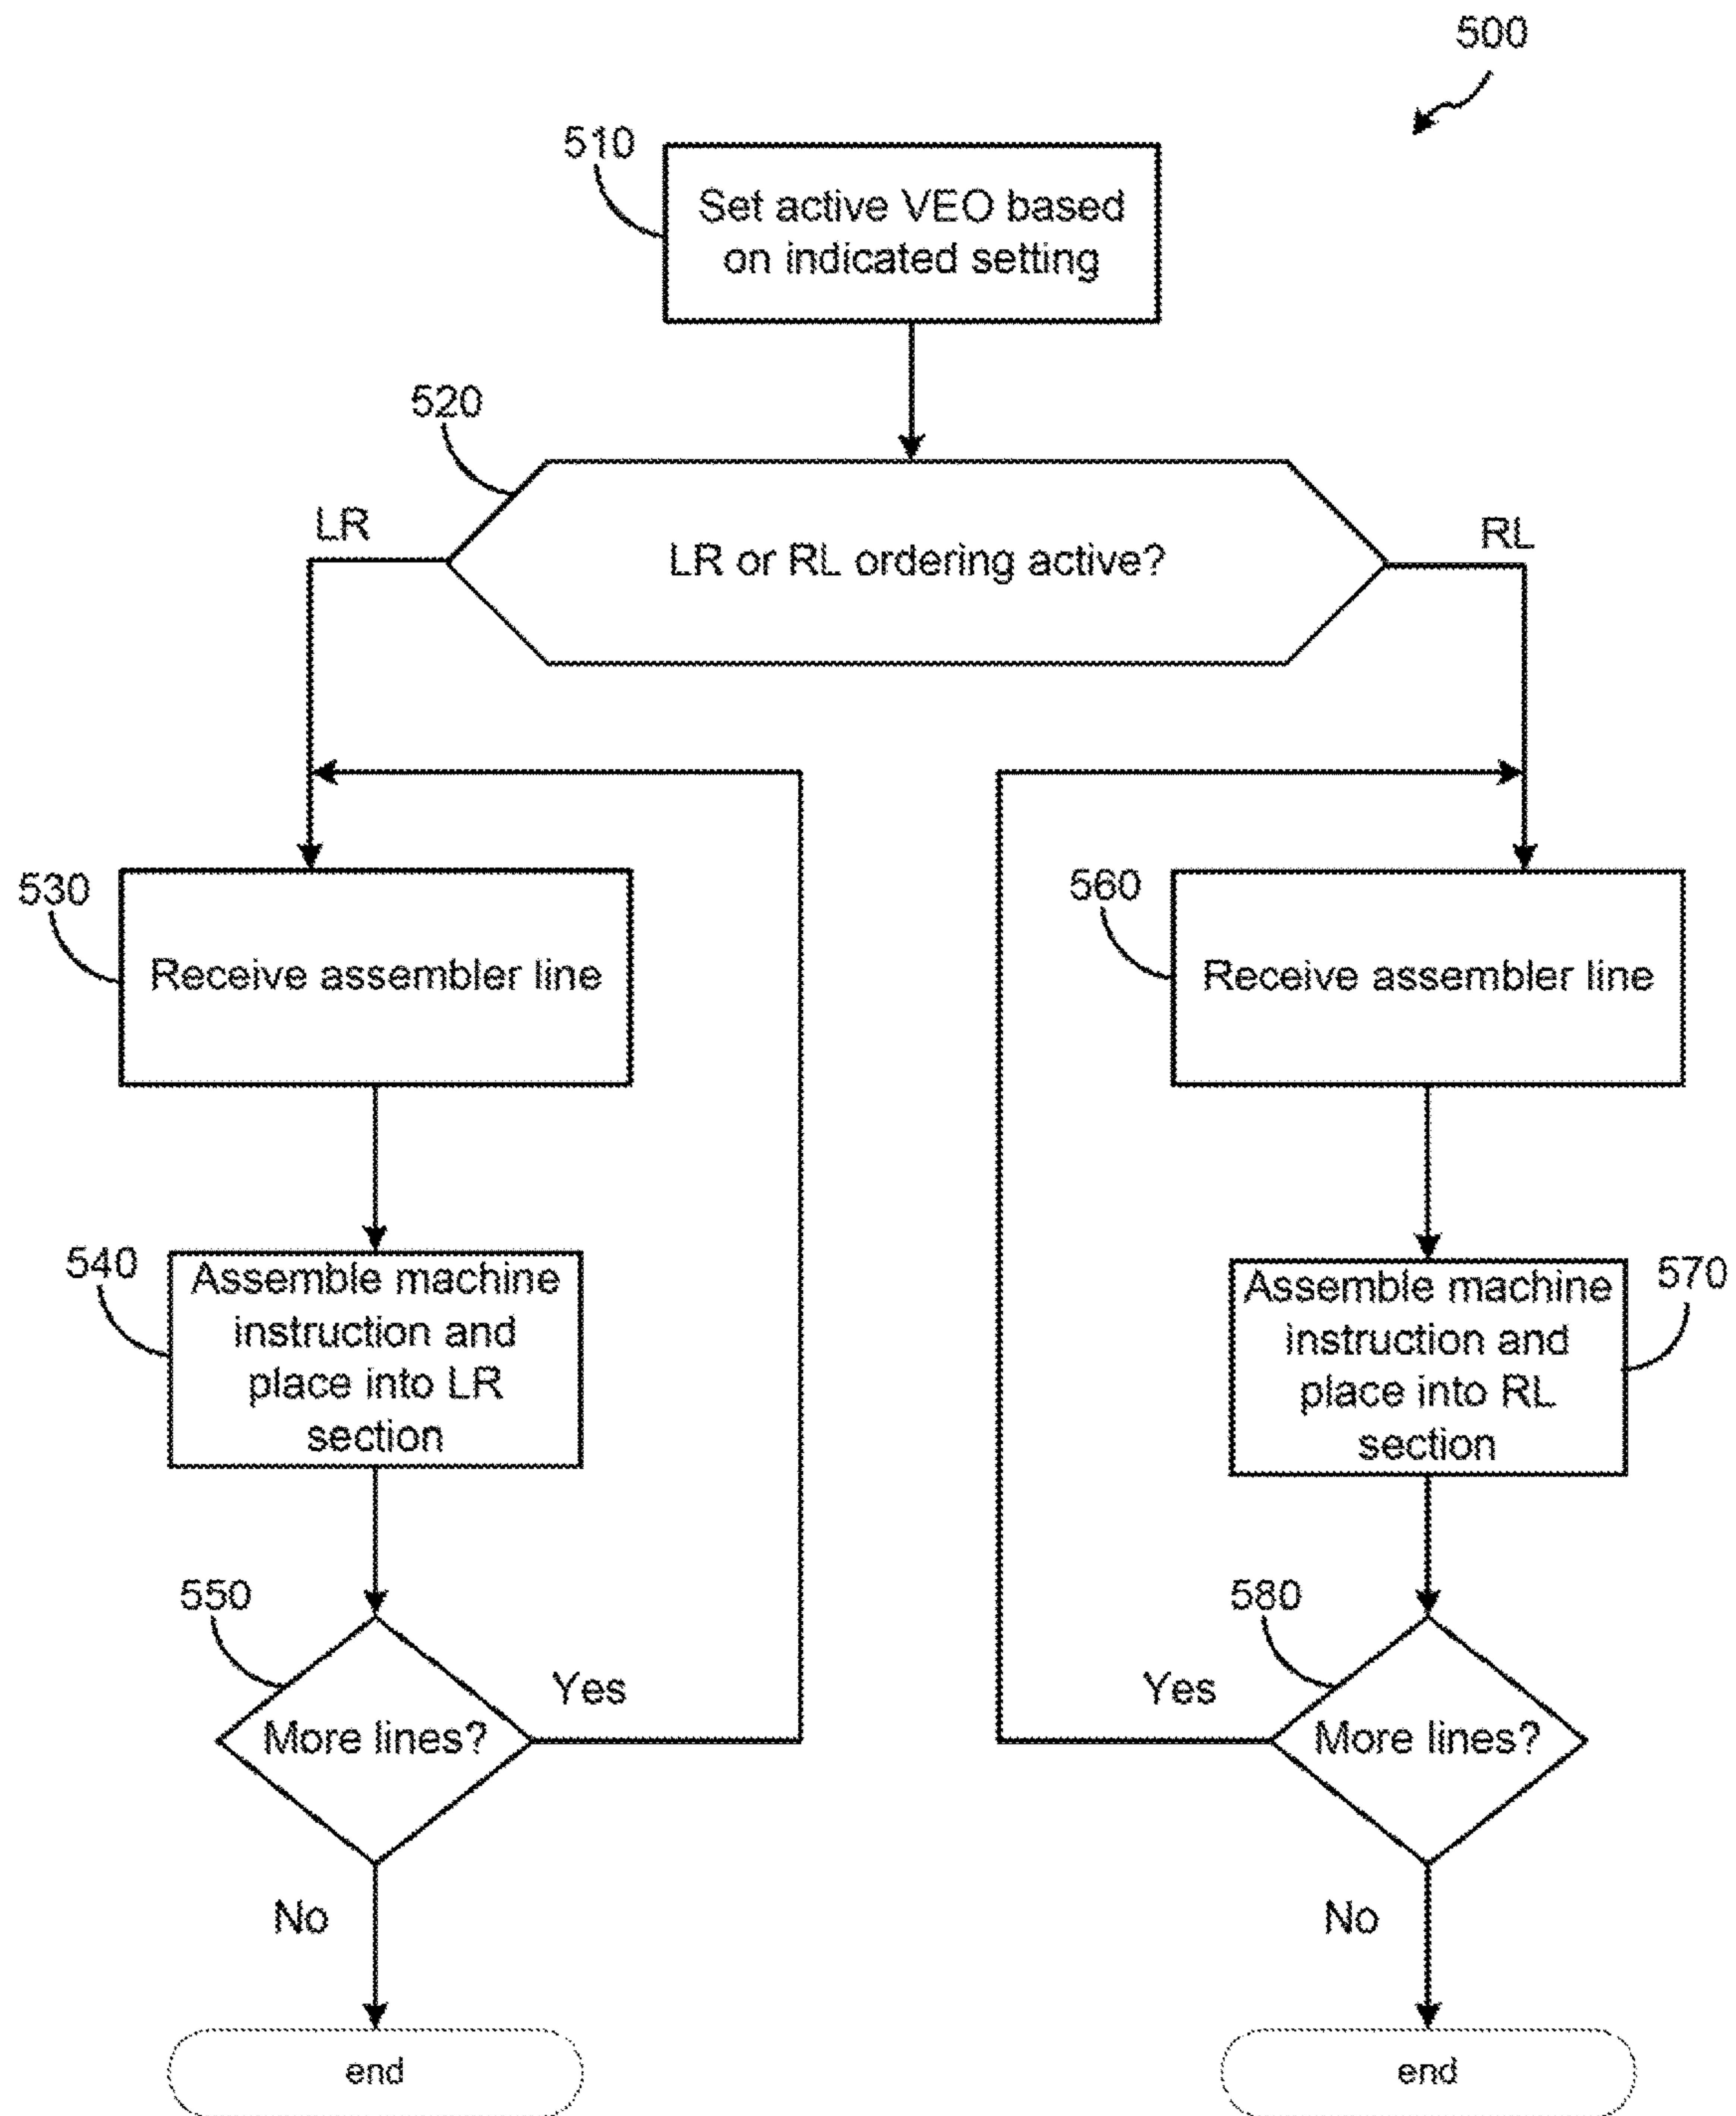 500
510
Set active VEO based
on indicated setting
520
LR
LR or RL ordering active?
RL
530
Receive assembler line
560
Receive assembler line
540
Assemble machine
instruction and
place into LR
section
Assemble machine
instruction and
place into RL
section
570
550
More lines?
Yes
580
Yes
More lines?
No
No
end
end